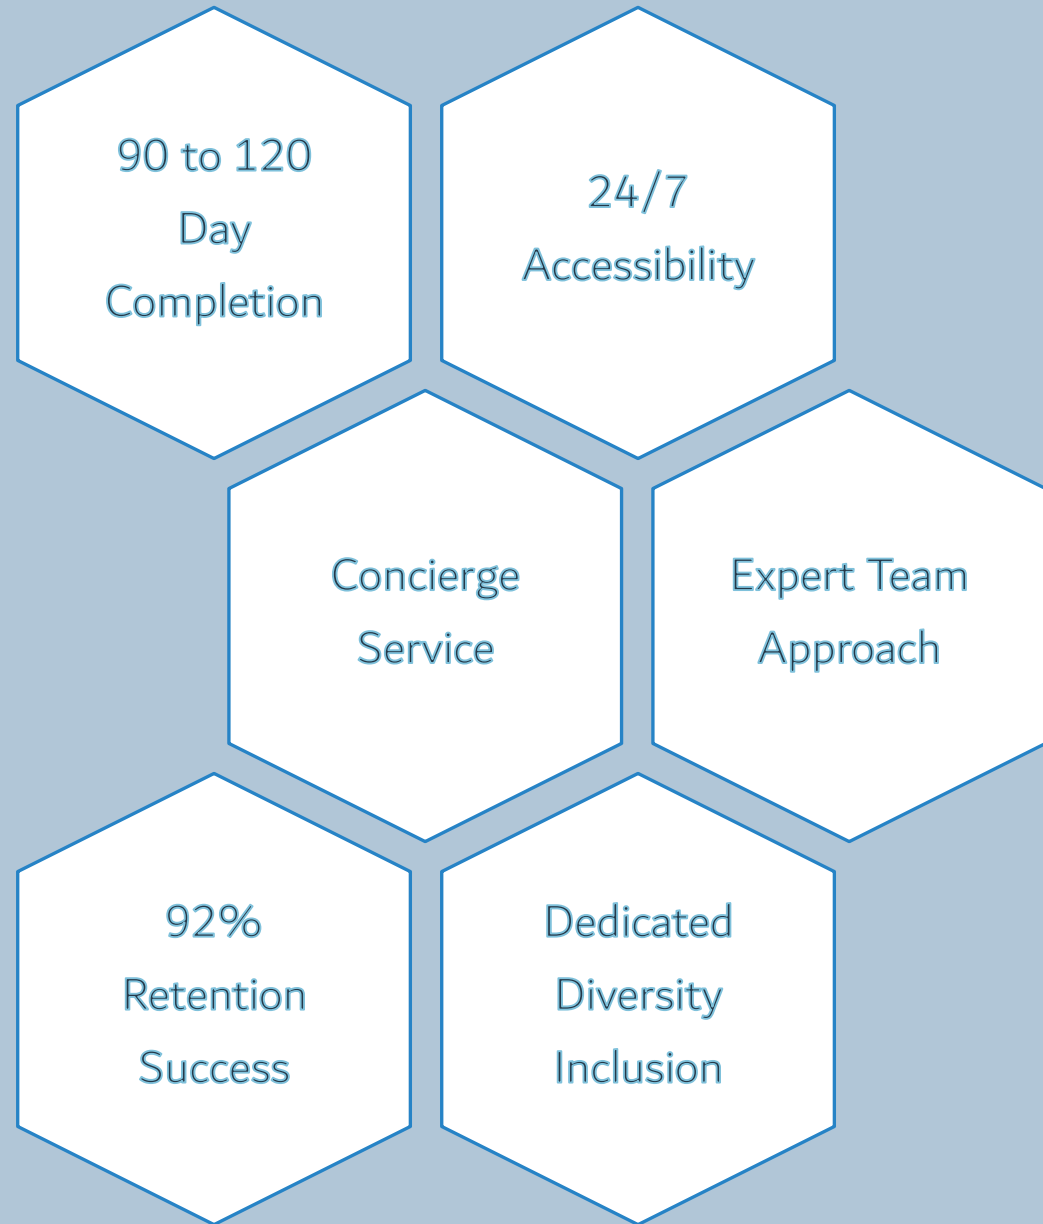 90 to 120
Day
Completion
24/7
Accessibility
Concierge
Service
Expert Team
Approach
92%
Retention
Success
Dedicated
Diversity
Inclusion